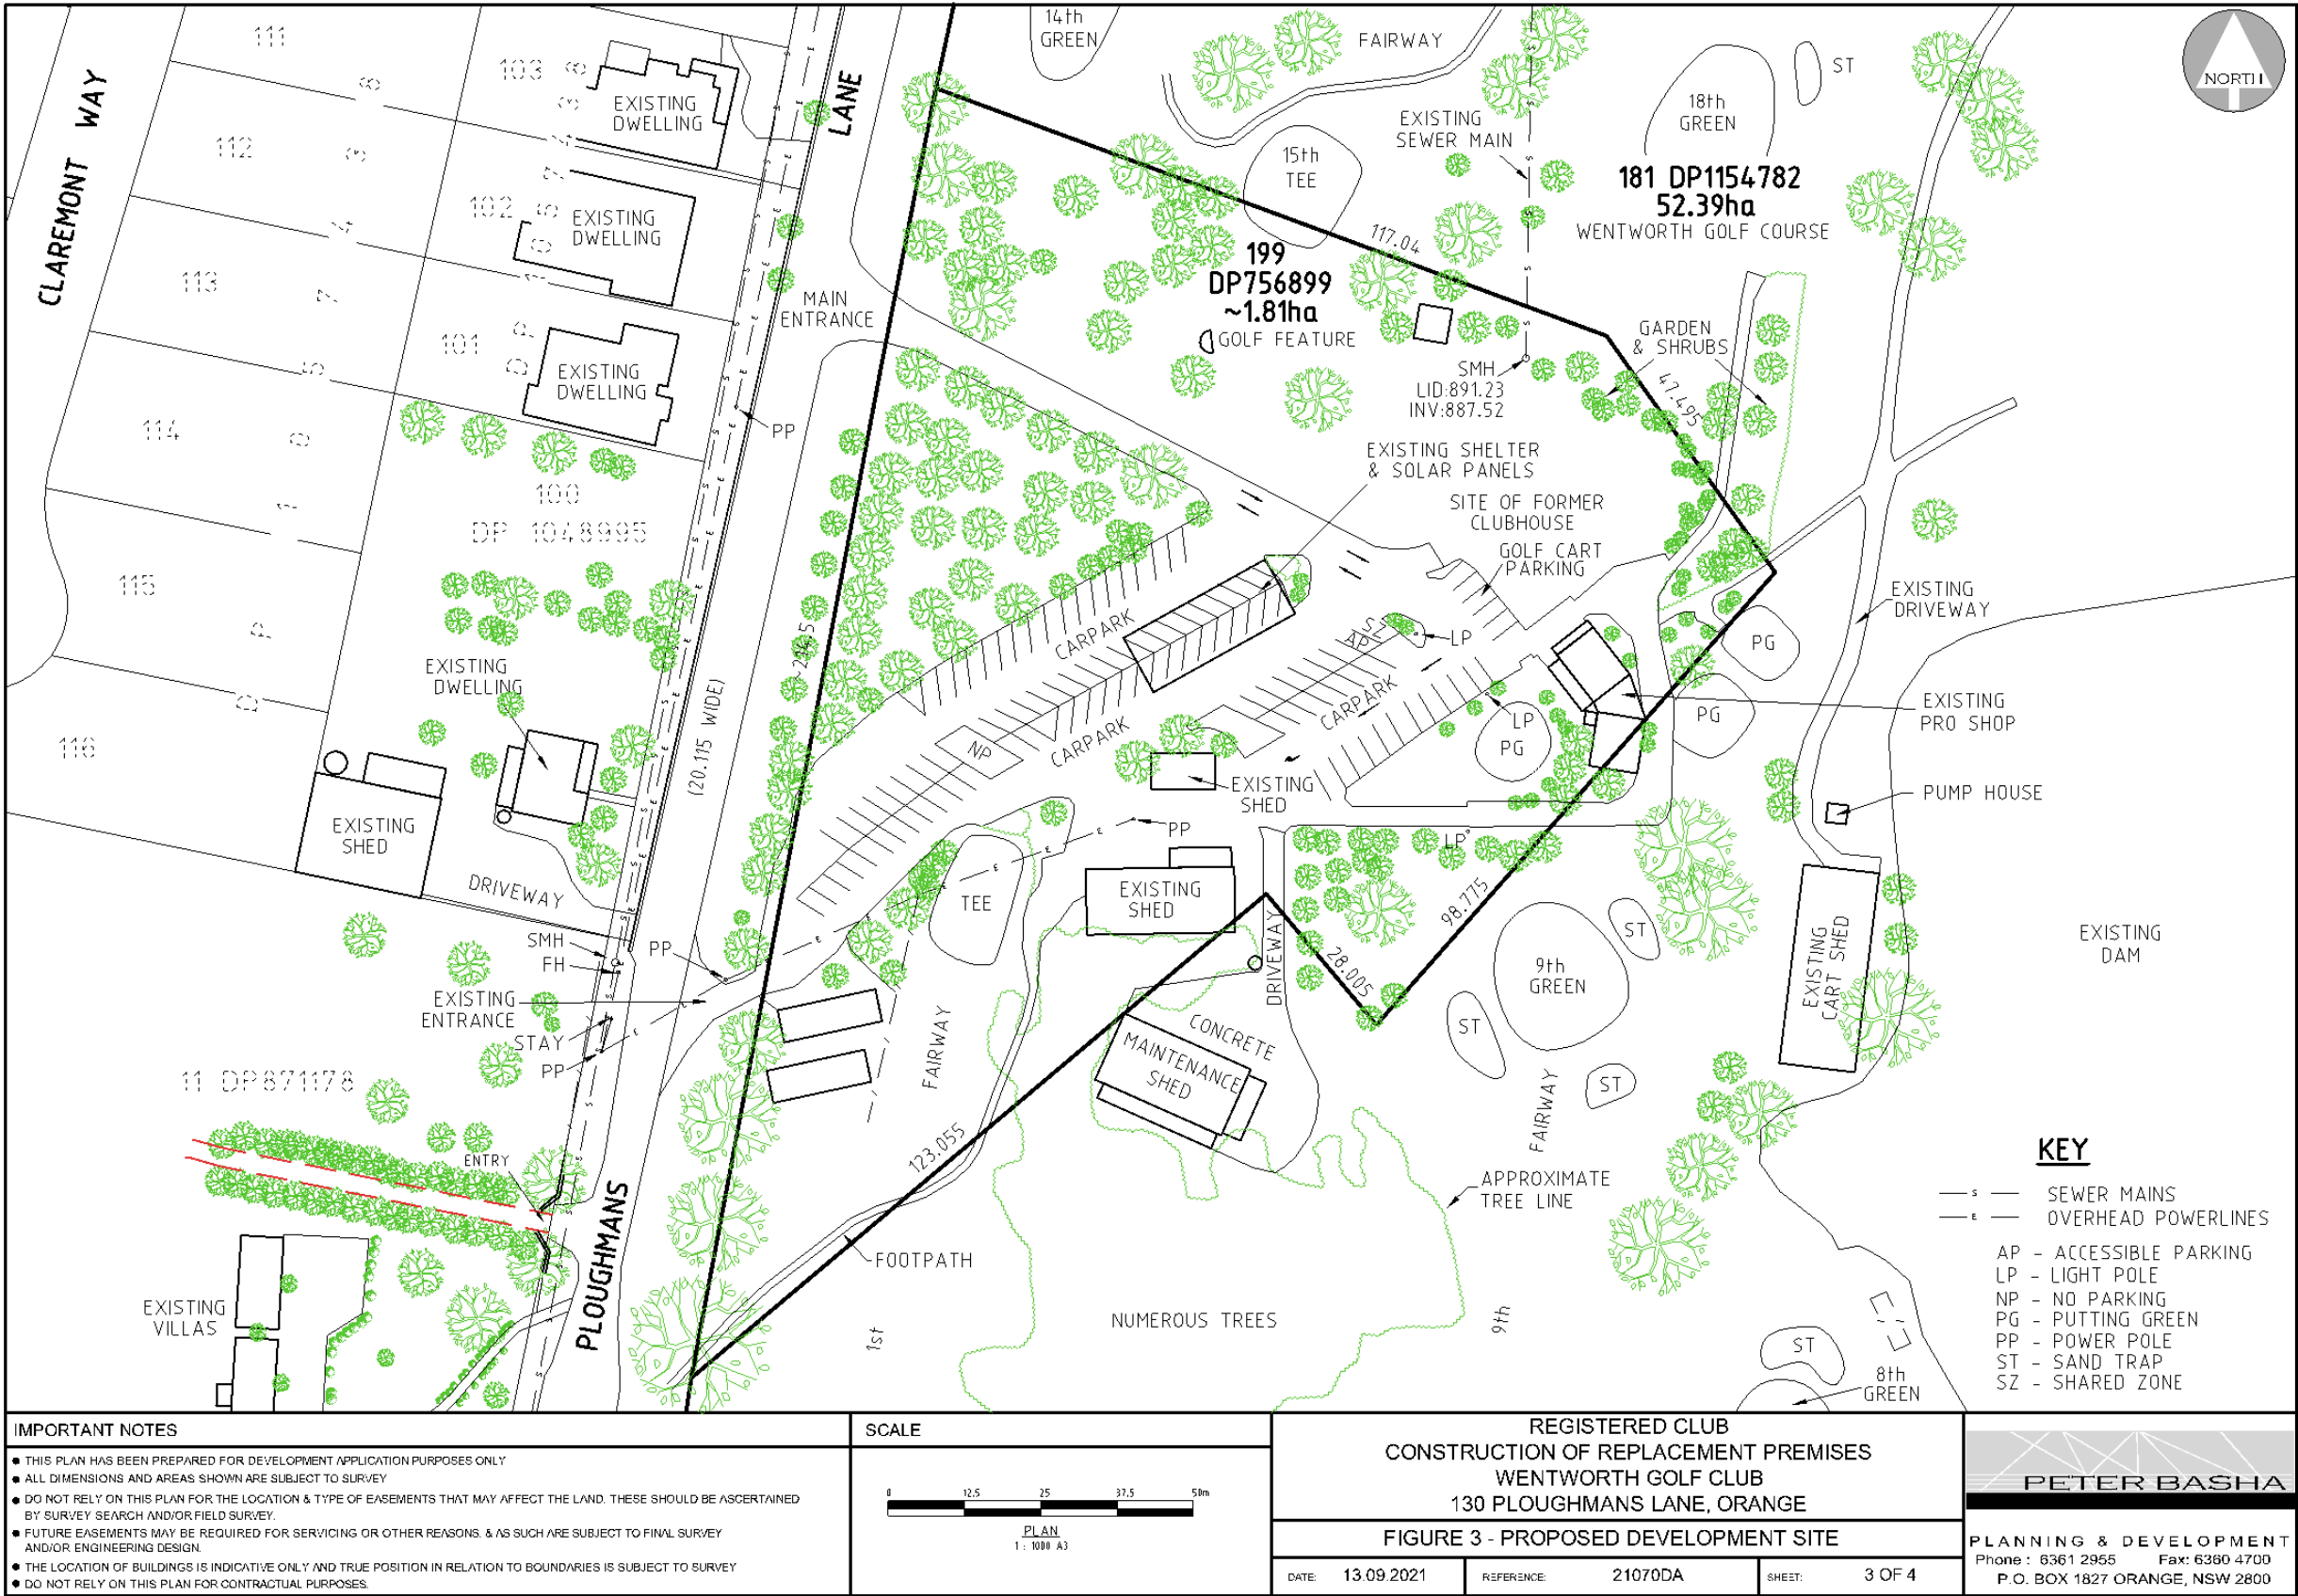 14th
GREEN
FAIRWAY
ST
NORTH
18th
GREEN
111
103
EXISTING
DWELLING
LANE
EXISTING
SEWER MAIN
15th
TEE
181 DP1154782
52.39ha
WENTWORTH GOLF COURSE
CLAREMONT WAY
112
102
EXISTING
DWELLING
113
MAIN
ENTRANCE
199
DP756899
~1.81ha
GOLF FEATURE
117.04
GARDEN
& SHRUBS
101
EXISTING
DWELLING
SMH
LID:891.23
INV:887.52
47.495
114
PP
EXISTING SHELTER
& SOLAR PANELS
100
DP 1048995
SITE OF FORMER
CLUBHOUSE
GOLF CART
PARKING
115
EXISTING
DRIVEWAY
CARPARK
AP
SZ
LP
PG
EXISTING
DWELLING
(20.115 WIDE)
CARPARK
LP
PG
PG
EXISTING
PRO SHOP
116
NP
CARPARK
EXISTING
SHED
PUMP HOUSE
EXISTING
SHED
PP
LP
DRIVEWAY
TEE
EXISTING
SHED
98.775
ST
EXISTING
CART SHED
EXISTING
DAM
SMH
FH
PP
DRIVEWAY
28.005
9th
GREEN
EXISTING
ENTRANCE
STAY
PP
FAIRWAY
CONCRETE
MAINTENANCE
SHED
ST
ST
11 DP871178
FAIRWAY
123.055
ENTRY
APPROXIMATE
TREE LINE
PLOUGHMANS
FOOTPATH
EXISTING
VILLAS
NUMEROUS TREES
1st
9th
ST
8th
GREEN
KEY
S SEWER MAINS
E OVERHEAD POWERLINES
AP - ACCESSIBLE PARKING
LP - LIGHT POLE
NP - NO PARKING
PG - PUTTING GREEN
PP - POWER POLE
ST - SAND TRAP
SZ - SHARED ZONE
IMPORTANT NOTES
● THIS PLAN HAS BEEN PREPARED FOR DEVELOPMENT APPLICATION PURPOSES ONLY
● ALL DIMENSIONS AND AREAS SHOWN ARE SUBJECT TO SURVEY
● DO NOT RELY ON THIS PLAN FOR THE LOCATION & TYPE OF EASEMENTS THAT MAY AFFECT THE LAND. THESE SHOULD BE ASCERTAINED
BY SURVEY SEARCH AND/OR FIELD SURVEY.
● FUTURE EASEMENTS MAY BE REQUIRED FOR SERVICING OR OTHER REASONS & AS SUCH ARE SUBJECT TO FINAL SURVEY
AND/OR ENGINEERING DESIGN.
● THE LOCATION OF BUILDINGS IS INDICATIVE ONLY AND TRUE POSITION IN RELATION TO BOUNDARIES IS SUBJECT TO SURVEY
● DO NOT RELY ON THIS PLAN FOR CONTRACTUAL PURPOSES.
SCALE
0 12.5 25 37.5 50m
PLAN
1 : 1000 A3
REGISTERED CLUB
CONSTRUCTION OF REPLACEMENT PREMISES
WENTWORTH GOLF CLUB
130 PLOUGHMANS LANE, ORANGE
FIGURE 3 - PROPOSED DEVELOPMENT SITE
DATE: 13.09.2021
REFERENCE: 21070DA
SHEET: 3 OF 4
PETER BASHA
PLANNING & DEVELOPMENT
Phone : 6361 2955 Fax: 6360 4700
P.O. BOX 1827 ORANGE, NSW 2800